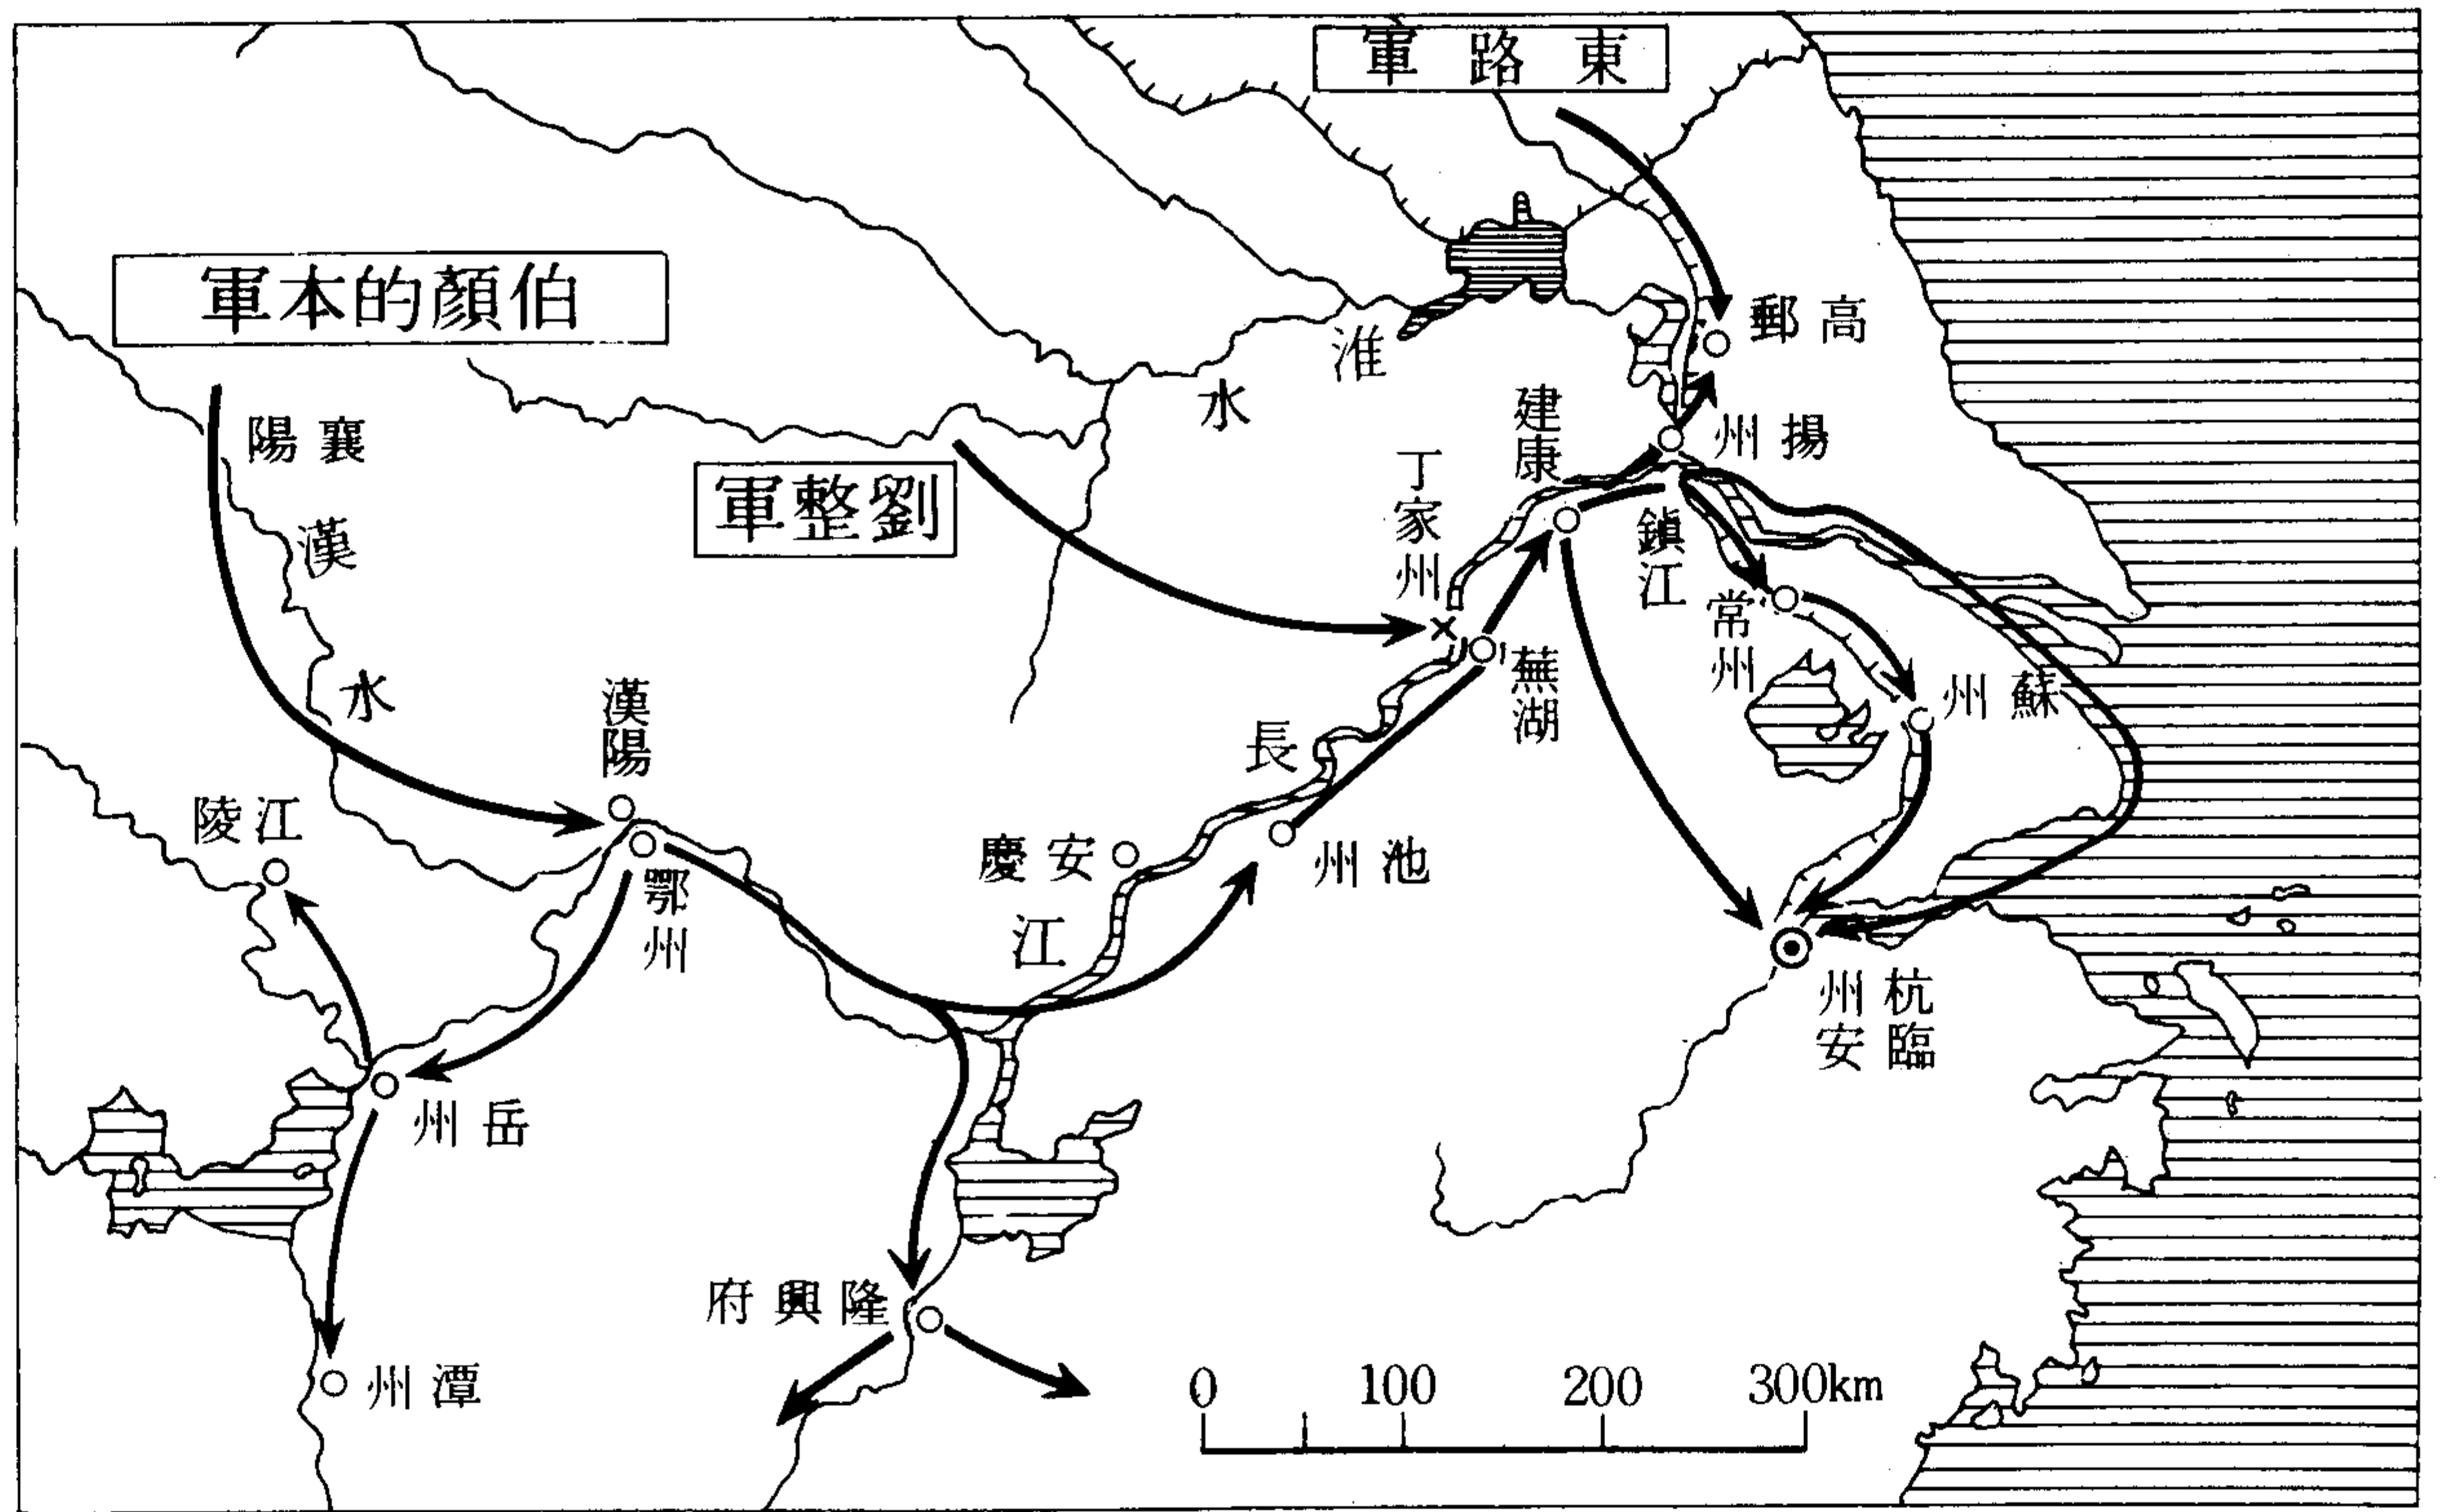 東路軍
伯顏的本軍
高郵
淮水
建康
揚州
襄陽
丁家州
劉整軍
漢水
鎮江
常州
蕪湖
蘇州
漢陽
長江
江陵
安慶
池州
鄂州
杭州
臨安
岳州
隆興府
潭州
0 100 200 300km